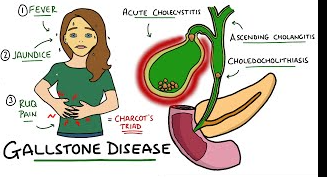 ① FEVER
② JAUNDICE
③ RUQ
PAIN
= CHARCOT'S
TRIAD
ACUTE CHOLECYSTITIS
ASCENDING CHOLANGITIS
CHOLEDOCHOLITHIASIS
GALLSTONE DISEASE